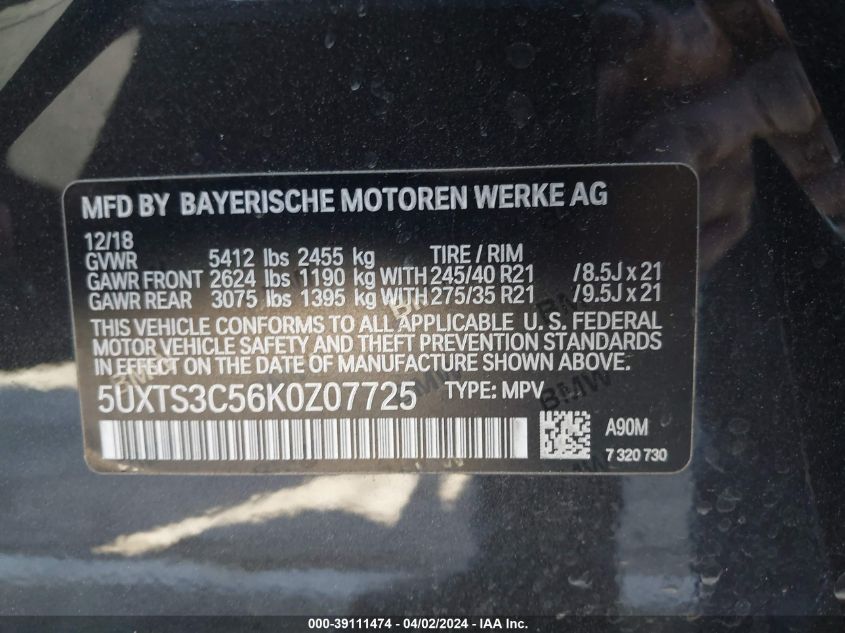 MFD BY BAYERISCHE MOTOREN WERKE AG
12/18
GVWR 5412 lbs 2455 kg TIRE / RIM
GAWR FRONT 2624 lbs 1190 kg WITH 245/40 R21 /8.5J x 21
GAWR REAR 3075 lbs 1395 kg WITH 275/35 R21 /9.5J x 21
THIS VEHICLE CONFORMS TO ALL APPLICABLE U. S. FEDERAL
MOTOR VEHICLE SAFETY AND THEFT PREVENTION STANDARDS
IN EFFECT ON THE DATE OF MANUFACTURE SHOWN ABOVE.
5UXTS3C56K0Z07725 TYPE: MPV
A90M
7 320 730
BMW
BMW
000-39111474 - 04/02/2024 - IAA Inc.